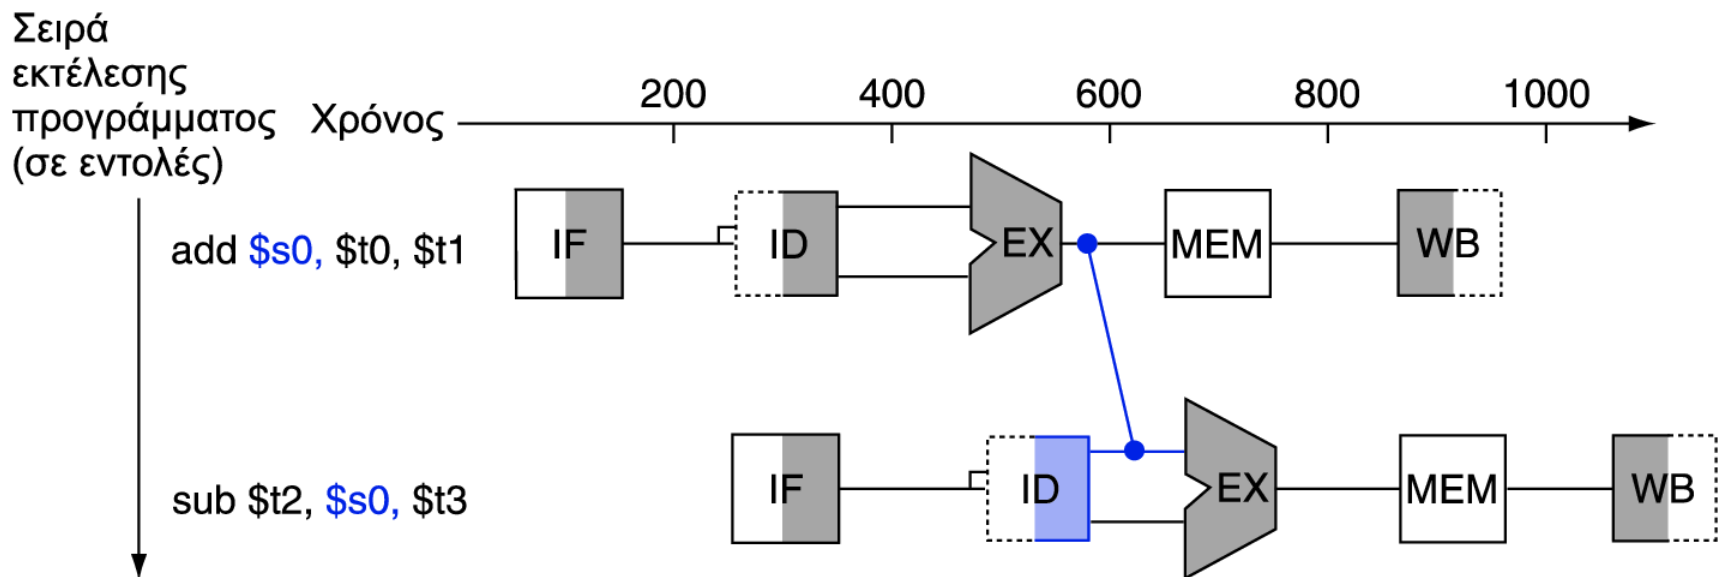 Σειρά
εκτέλεσης
προγράμματος
(σε εντολές)
Χρόνος
200 400 600 800 1000
add $s0, $t0, $t1
IF ID EX MEM WB
sub $t2, $s0, $t3
IF ID EX MEM WB